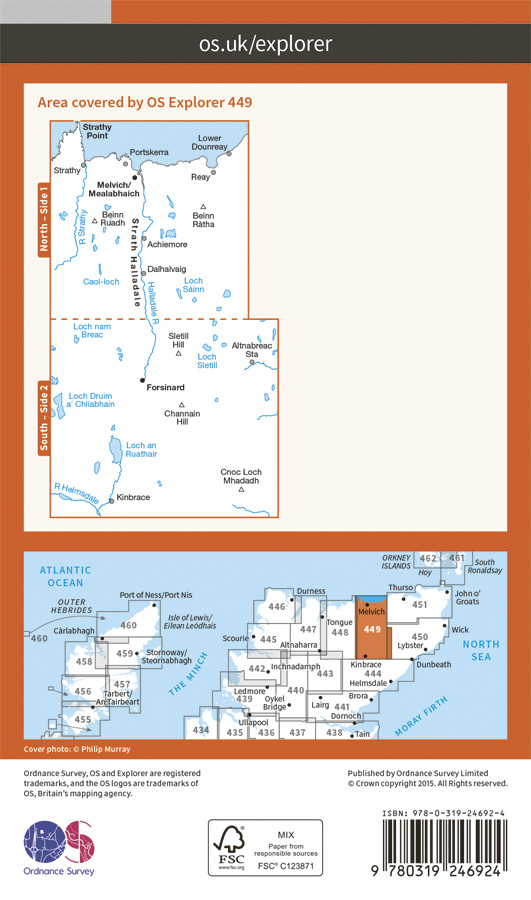 os.uk/explorer
Area covered by OS Explorer 449
North – Side 1
South – Side 2
Strathy
Point
Portskerra
Lower
Dounreay
Strathy
Reay
Melvich/
Mealabhaich
R Strathy
Beinn
Ruadh
Strath Halladale
Beinn
Ràtha
Achiemore
Dalhalvaig
Caol-loch
Halladale R
Loch
Sàinn
Loch nam
Breac
Sletill
Hill
Loch
Sletill
Altnabreac
Sta
Forsinard
Loch Druim
a' Chliabhain
Channain
Hill
Loch an
Ruathair
Cnoc Loch
Mhadadh
R Helmsdale
Kinbrace
ATLANTIC
OCEAN
OUTER
HEBRIDES
Port of Ness/Port Nis
Isle of Lewis/
Eilean Leòdhais
460
460
Càrlabhagh
459
Stornoway/
Steornabhagh
458
457
456
Tarbert/
An Tairbeart
455
THE MINCH
ORKNEY
ISLANDS
462
461
Hoy
South
Ronaldsay
Durness
Thurso
John o'
Groats
446
Melvich
451
447
Tongue
448
449
450
Wick
Scourie
445
Altnaharra
Lybster
NORTH
SEA
Inchnadamph
Kinbrace
Dunbeath
442
443
444
Helmsdale
Ledmore
439
Oykel
Bridge
440
Lairg
441
Brora
Dornoch
Ullapool
434
435
436
437
438
Tain
MORAY FIRTH
Cover photo: © Philip Murray
Ordnance Survey, OS and Explorer are registered
trademarks, and the OS logos are trademarks of
OS, Britain's mapping agency.
Published by Ordnance Survey Limited
© Crown copyright 2015. All Rights reserved.
OS
Ordnance Survey
FSC
www.fsc.org
MIX
Paper from
responsible sources
FSC® C123871
ISBN: 978-0-319-24692-4
9 780319 246924